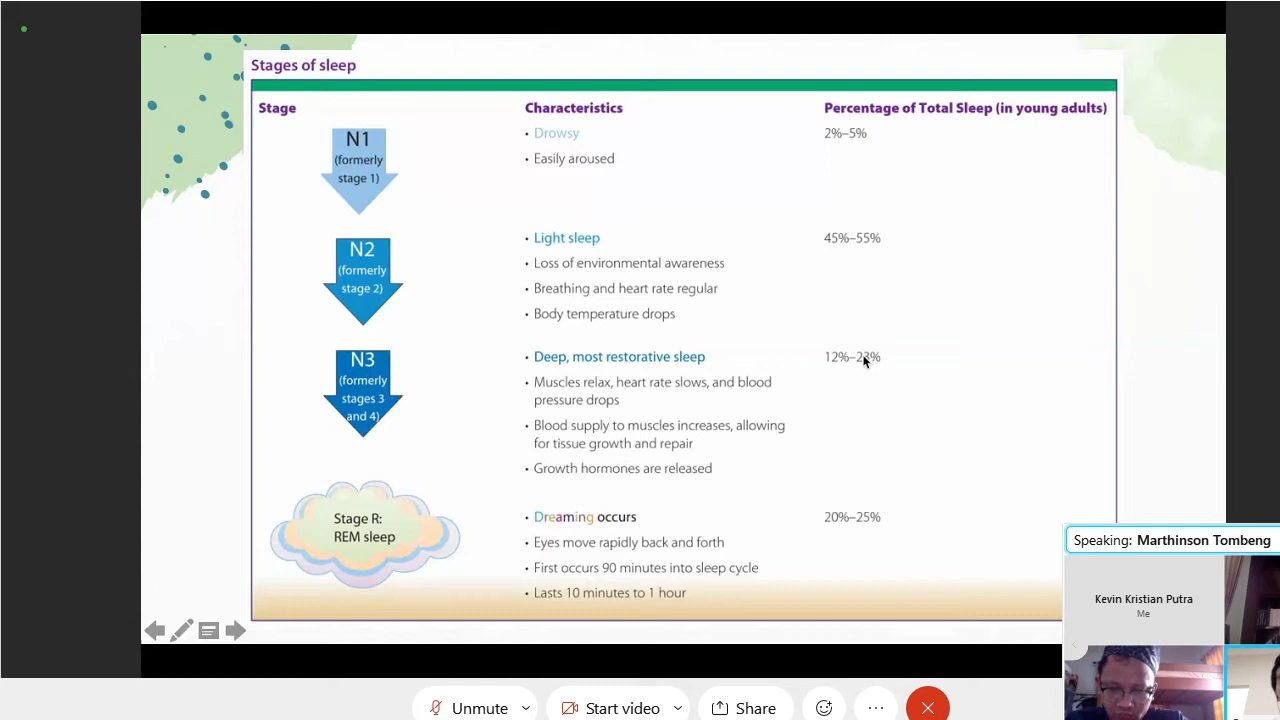 Stages of sleep
Stage
Characteristics
Percentage of Total Sleep (in young adults)
N1
(formerly
stage 1)
• Drowsy
• Easily aroused
2%–5%
N2
(formerly
stage 2)
• Light sleep
• Loss of environmental awareness
• Breathing and heart rate regular
• Body temperature drops
45%–55%
N3
(formerly
stages 3
and 4)
• Deep, most restorative sleep
• Muscles relax, heart rate slows, and blood
pressure drops
• Blood supply to muscles increases, allowing
for tissue growth and repair
• Growth hormones are released
12%–23%
Stage R:
REM sleep
• Dreaming occurs
• Eyes move rapidly back and forth
• First occurs 90 minutes into sleep cycle
• Lasts 10 minutes to 1 hour
20%–25%
Speaking: Marthinson Tombeng
Kevin Kristian Putra
Me
Unmute
Start video
Share